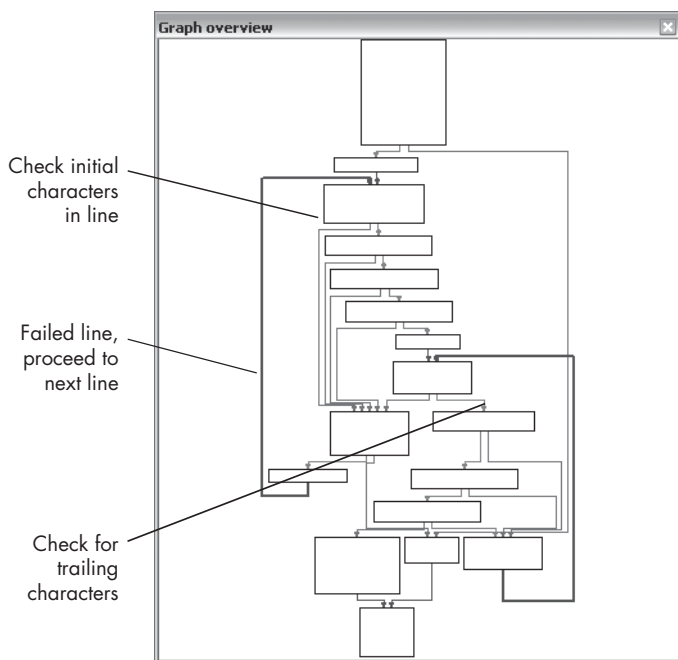 Graph overview
Check initial
characters
in line
Failed line,
proceed to
next line
Check for
trailing
characters